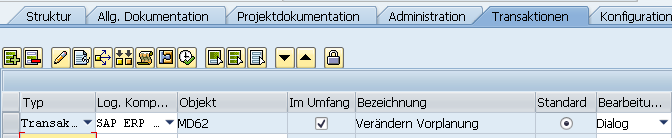 Struktur Allg. Dokumentation Projektdokumentation Administration Transaktionen Konfiguration
Typ Log. Komp... Objekt Im Umfang Bezeichnung Standard Bearbeitu...
Transak... SAP ERP ... MD62 Verändern Vorplanung Dialog